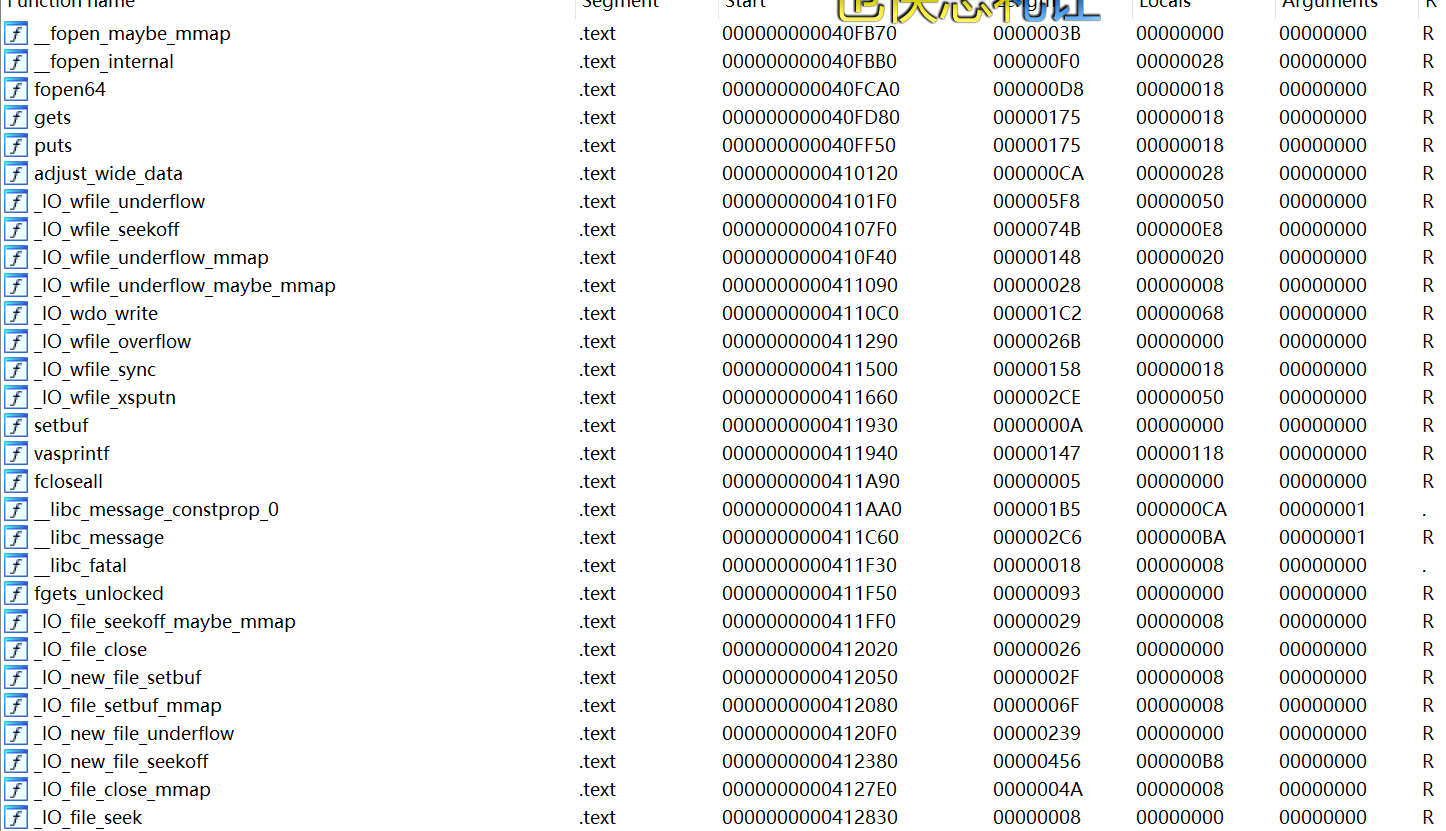 Function name Segment Start Length Locals Arguments R
__fopen_maybe_mmap .text 000000000040FB70 0000003B 00000000 00000000 R
__fopen_internal .text 000000000040FBB0 000000F0 00000028 00000000 R
fopen64 .text 000000000040FCA0 000000D8 00000018 00000000 R
gets .text 000000000040FD80 00000175 00000018 00000000 R
puts .text 000000000040FF50 00000175 00000018 00000000 R
adjust_wide_data .text 0000000000410120 000000CA 00000028 00000000 R
_IO_wfile_underflow .text 00000000004101F0 000005F8 00000050 00000000 R
_IO_wfile_seekoff .text 00000000004107F0 0000074B 000000E8 00000000 R
_IO_wfile_underflow_mmap .text 0000000000410F40 00000148 00000020 00000000 R
_IO_wfile_underflow_maybe_mmap .text 0000000000411090 00000028 00000008 00000000 R
_IO_wdo_write .text 00000000004110C0 000001C2 00000068 00000000 R
_IO_wfile_overflow .text 0000000000411290 0000026B 00000000 00000000 R
_IO_wfile_sync .text 0000000000411500 00000158 00000018 00000000 R
_IO_wfile_xsputn .text 0000000000411660 000002CE 00000050 00000000 R
setbuf .text 0000000000411930 0000000A 00000000 00000000 R
vasprintf .text 0000000000411940 00000147 00000118 00000000 R
fcloseall .text 0000000000411A90 00000005 00000000 00000000 R
__libc_message_constprop_0 .text 0000000000411AA0 000001B5 000000CA 00000001 .
__libc_message .text 0000000000411C60 000002C6 000000BA 00000001 R
__libc_fatal .text 0000000000411F30 00000018 00000008 00000000 .
fgets_unlocked .text 0000000000411F50 00000093 00000000 00000000 R
_IO_file_seekoff_maybe_mmap .text 0000000000411FF0 00000029 00000008 00000000 R
_IO_file_close .text 0000000000412020 00000026 00000000 00000000 R
_IO_new_file_setbuf .text 0000000000412050 0000002F 00000008 00000000 R
_IO_file_setbuf_mmap .text 0000000000412080 0000006F 00000008 00000000 R
_IO_new_file_underflow .text 00000000004120F0 00000239 00000000 00000000 R
_IO_new_file_seekoff .text 0000000000412380 00000456 000000B8 00000000 R
_IO_file_close_mmap .text 00000000004127E0 0000004A 00000008 00000000 R
_IO_file_seek .text 0000000000412830 00000008 00000000 00000000 R